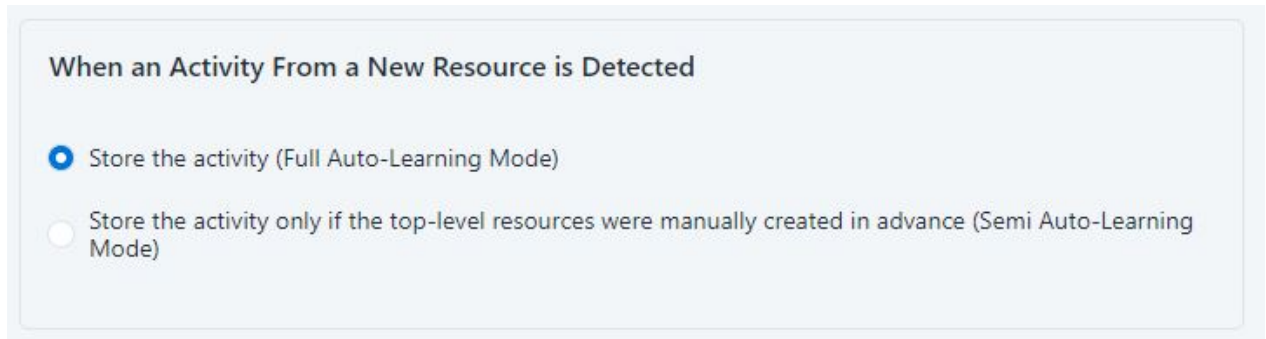 When an Activity From a New Resource is Detected
Store the activity (Full Auto-Learning Mode)
Store the activity only if the top-level resources were manually created in advance (Semi Auto-Learning
Mode)